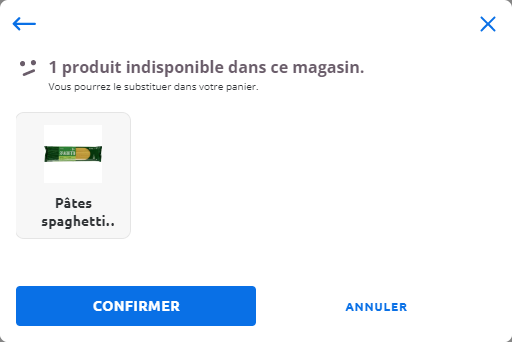 1 produit indisponible dans ce magasin.
Vous pourrez le substituer dans votre panier.
Pâtes
spaghetti..
CONFIRMER
ANNULER